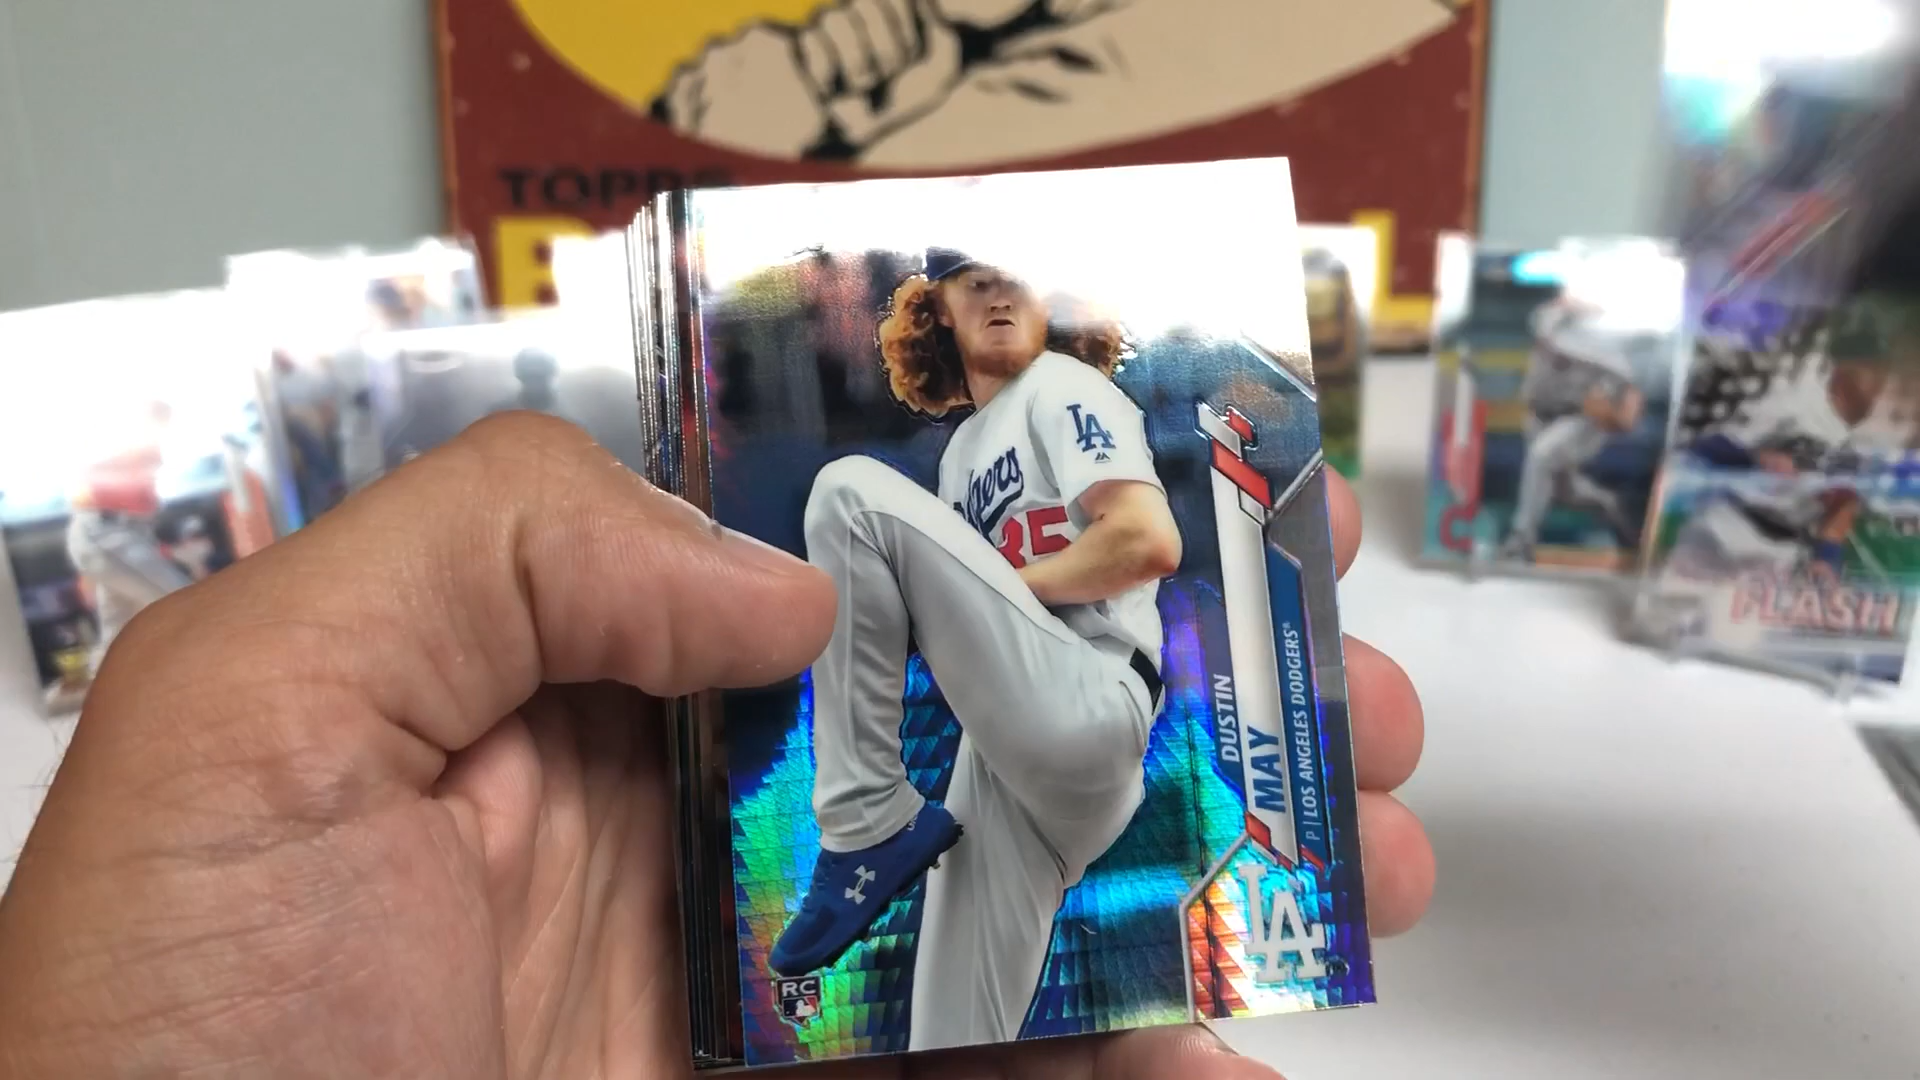 TOPPS
LA
Dodgers
35
DUSTIN
MAY
P | LOS ANGELES DODGERS®
LA
RC
FLASH